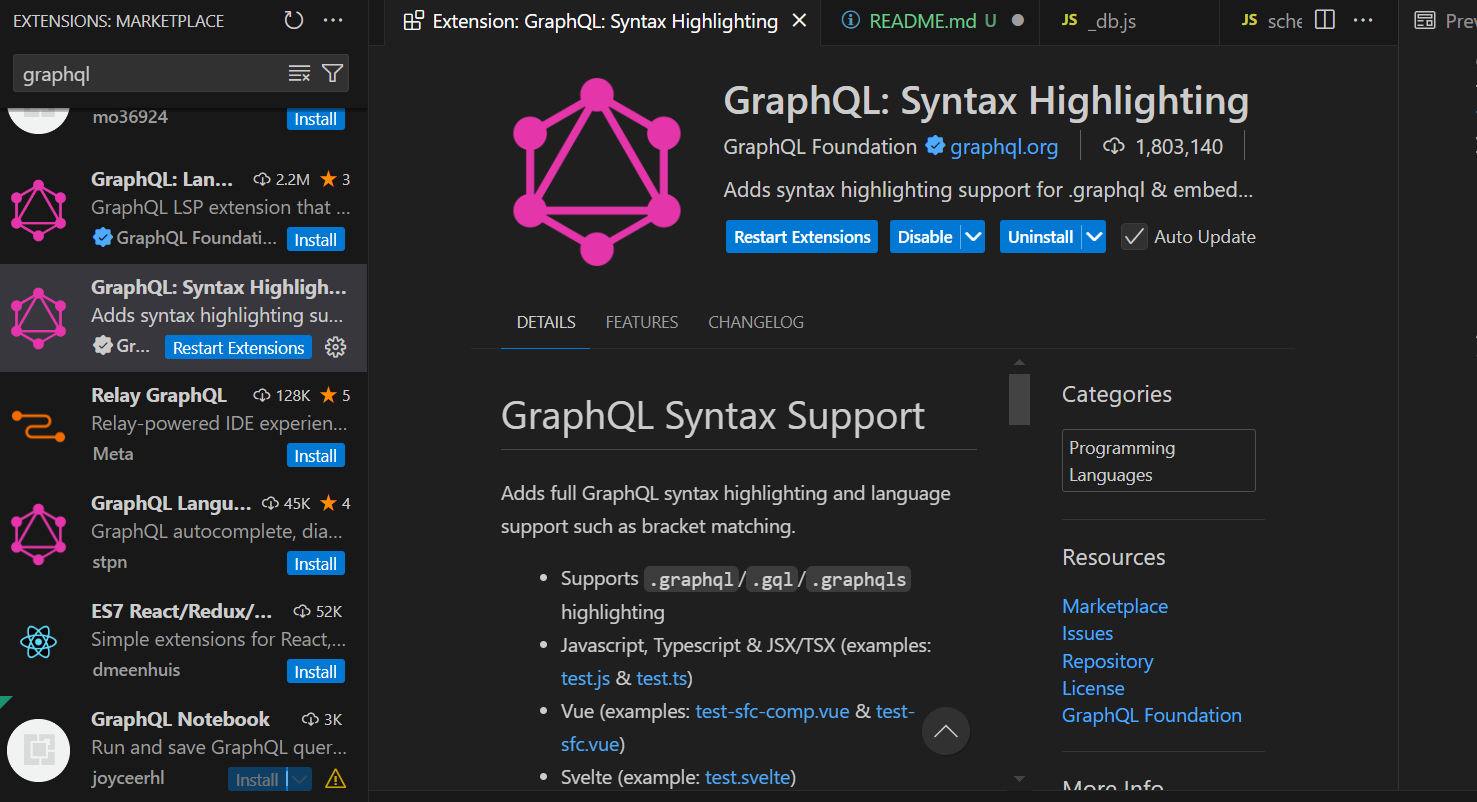 EXTENSIONS: MARKETPLACE
graphql
mo36924
Install
GraphQL: Lan... 2.2M 3
GraphQL LSP extension that ...
GraphQL Foundati... Install
GraphQL: Syntax Highligh...
Adds syntax highlighting su...
Gr... Restart Extensions
Relay GraphQL 128K 5
Relay-powered IDE experien...
Meta Install
GraphQL Langu... 45K 4
GraphQL autocomplete, dia...
stpn Install
ES7 React/Redux/... 52K
Simple extensions for React,...
dmeenhuis Install
GraphQL Notebook 3K
Run and save GraphQL quer...
joyceerhl Install
Extension: GraphQL: Syntax Highlighting
README.md U
JS _db.js
JS sche
Prev
GraphQL: Syntax Highlighting
GraphQL Foundation graphql.org 1,803,140
Adds syntax highlighting support for .graphql & embed...
Restart Extensions Disable Uninstall Auto Update
DETAILS FEATURES CHANGELOG
GraphQL Syntax Support
Adds full GraphQL syntax highlighting and language
support such as bracket matching.
• Supports .graphql/.gql/.graphqls
highlighting
• Javascript, Typescript & JSX/TSX (examples:
test.js & test.ts)
• Vue (examples: test-sfc-comp.vue & test-
sfc.vue)
• Svelte (example: test.svelte)
Categories
Programming
Languages
Resources
Marketplace
Issues
Repository
License
GraphQL Foundation
More Info